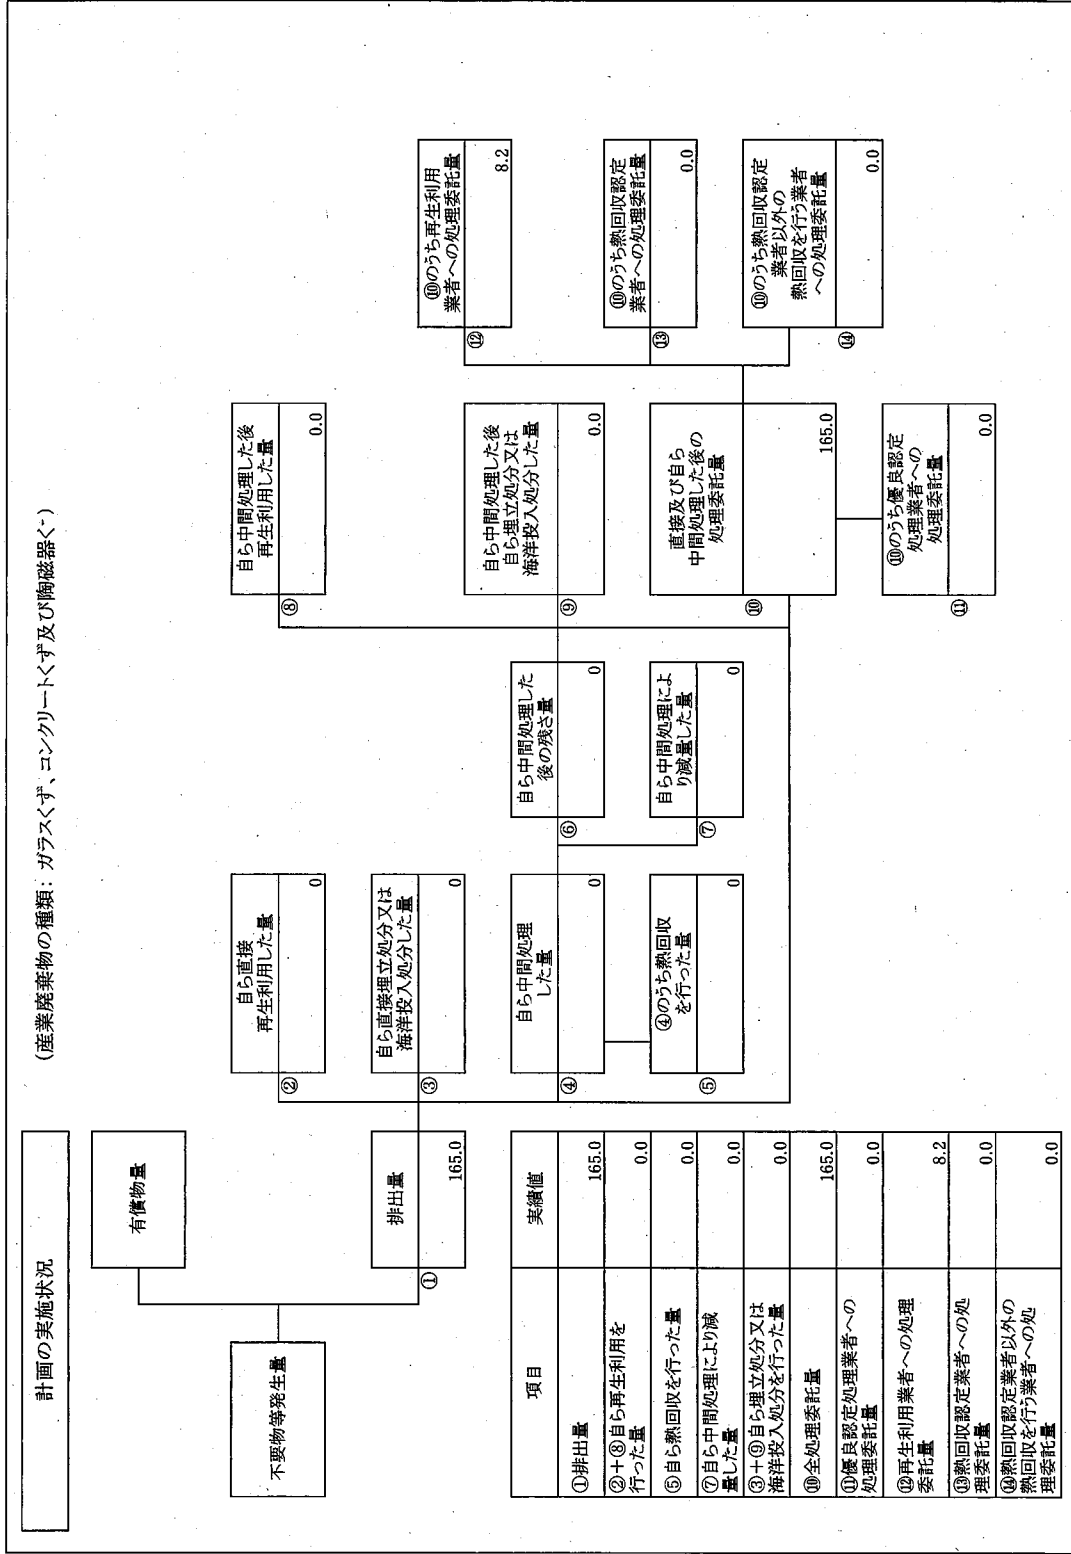 計画の実施状況
(産業廃棄物の種類: ガラスくず、コンクリートくず及び陶磁器く･)
有償物量
不要物等発生量
排出量
①
165.0
自ら直接
再生利用した量
②
0
自ら直接埋立処分又は
海洋投入処分した量
③
0
自ら中間処理
した量
④
0
④のうち熱回収
を行った量
⑤
0
自ら中間処理した
後の残さ量
⑥
0
自ら中間処理によ
り減量した量
⑦
0
自ら中間処理した後
再生利用した量
⑧
0.0
自ら中間処理した後
自ら埋立処分又は
海洋投入処分した量
⑨
0.0
直接及び自ら
中間処理した後の
処理委託量
⑩
165.0
⑩のうち優良認定
処理業者への
処理委託量
⑪
0.0
⑩のうち再生利用
業者への処理委託量
⑫
8.2
⑩のうち熱回収認定
業者への処理委託量
⑬
0.0
⑩のうち熱回収認定
業者以外の
熱回収を行う業者
への処理委託量
⑭
0.0
項目 実績値
①排出量 165.0
②+⑧自ら再生利用を
行った量 0.0
⑤自ら熱回収を行った量 0.0
⑦自ら中間処理により減
量した量 0.0
③+⑨自ら埋立処分又は
海洋投入処分を行った量 0.0
⑩全処理委託量 165.0
⑪優良認定処理業者への
処理委託量 0.0
⑫再生利用業者への処理
委託量 8.2
⑬熱回収認定業者への処
理委託量 0.0
⑭熱回収認定業者以外の
熱回収を行う業者への処
理委託量 0.0